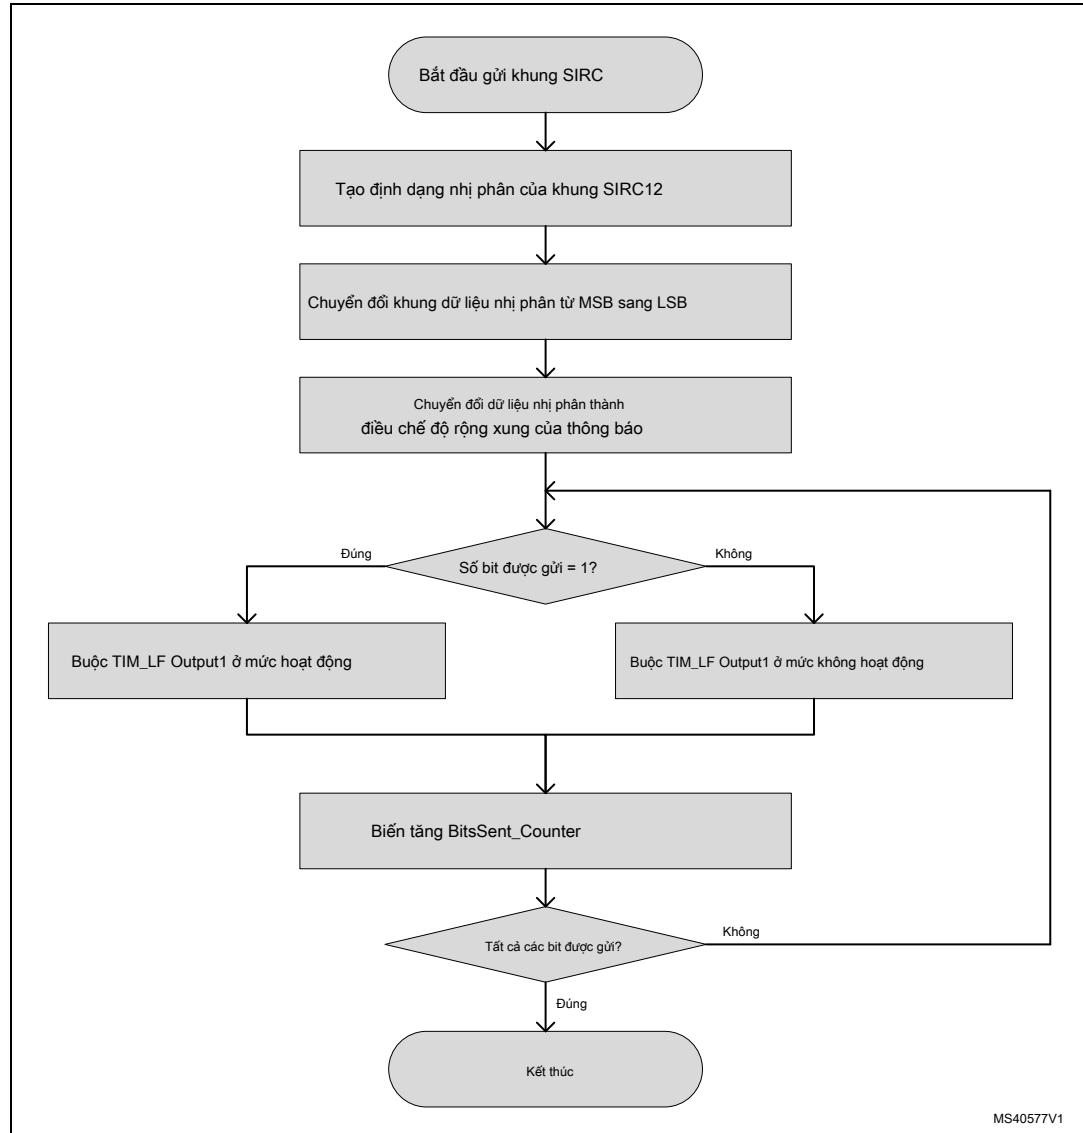 Bắt đầu gửi khung SIRC
Tạo định dạng nhị phân của khung SIRC12
Chuyển đổi khung dữ liệu nhị phân từ MSB sang LSB
Chuyển đổi dữ liệu nhị phân thành
điều chế độ rộng xung của thông báo
Đúng
Không
Số bit được gửi = 1?
Buộc TIM_LF Output1 ở mức hoạt động
Buộc TIM_LF Output1 ở mức không hoạt động
Biến tăng BitsSent_Counter
Không
Tất cả các bit được gửi?
Đúng
Kết thúc
MS40577V1